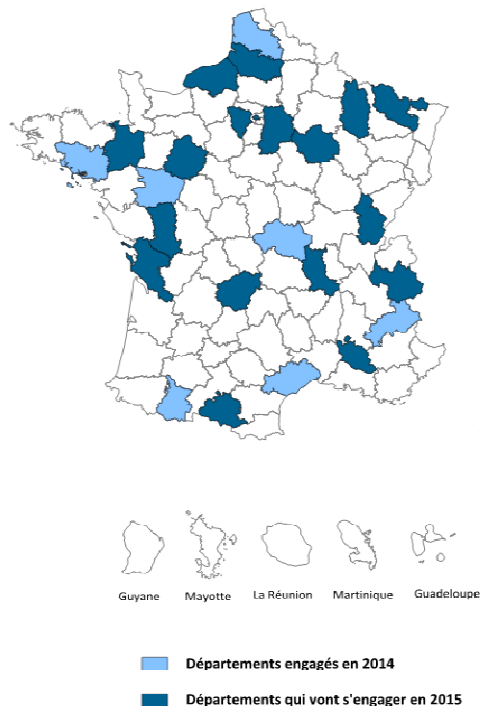 Guyane Mayotte La Réunion Martinique Guadeloupe
Départements engagés en 2014
Départements qui vont s'engager en 2015